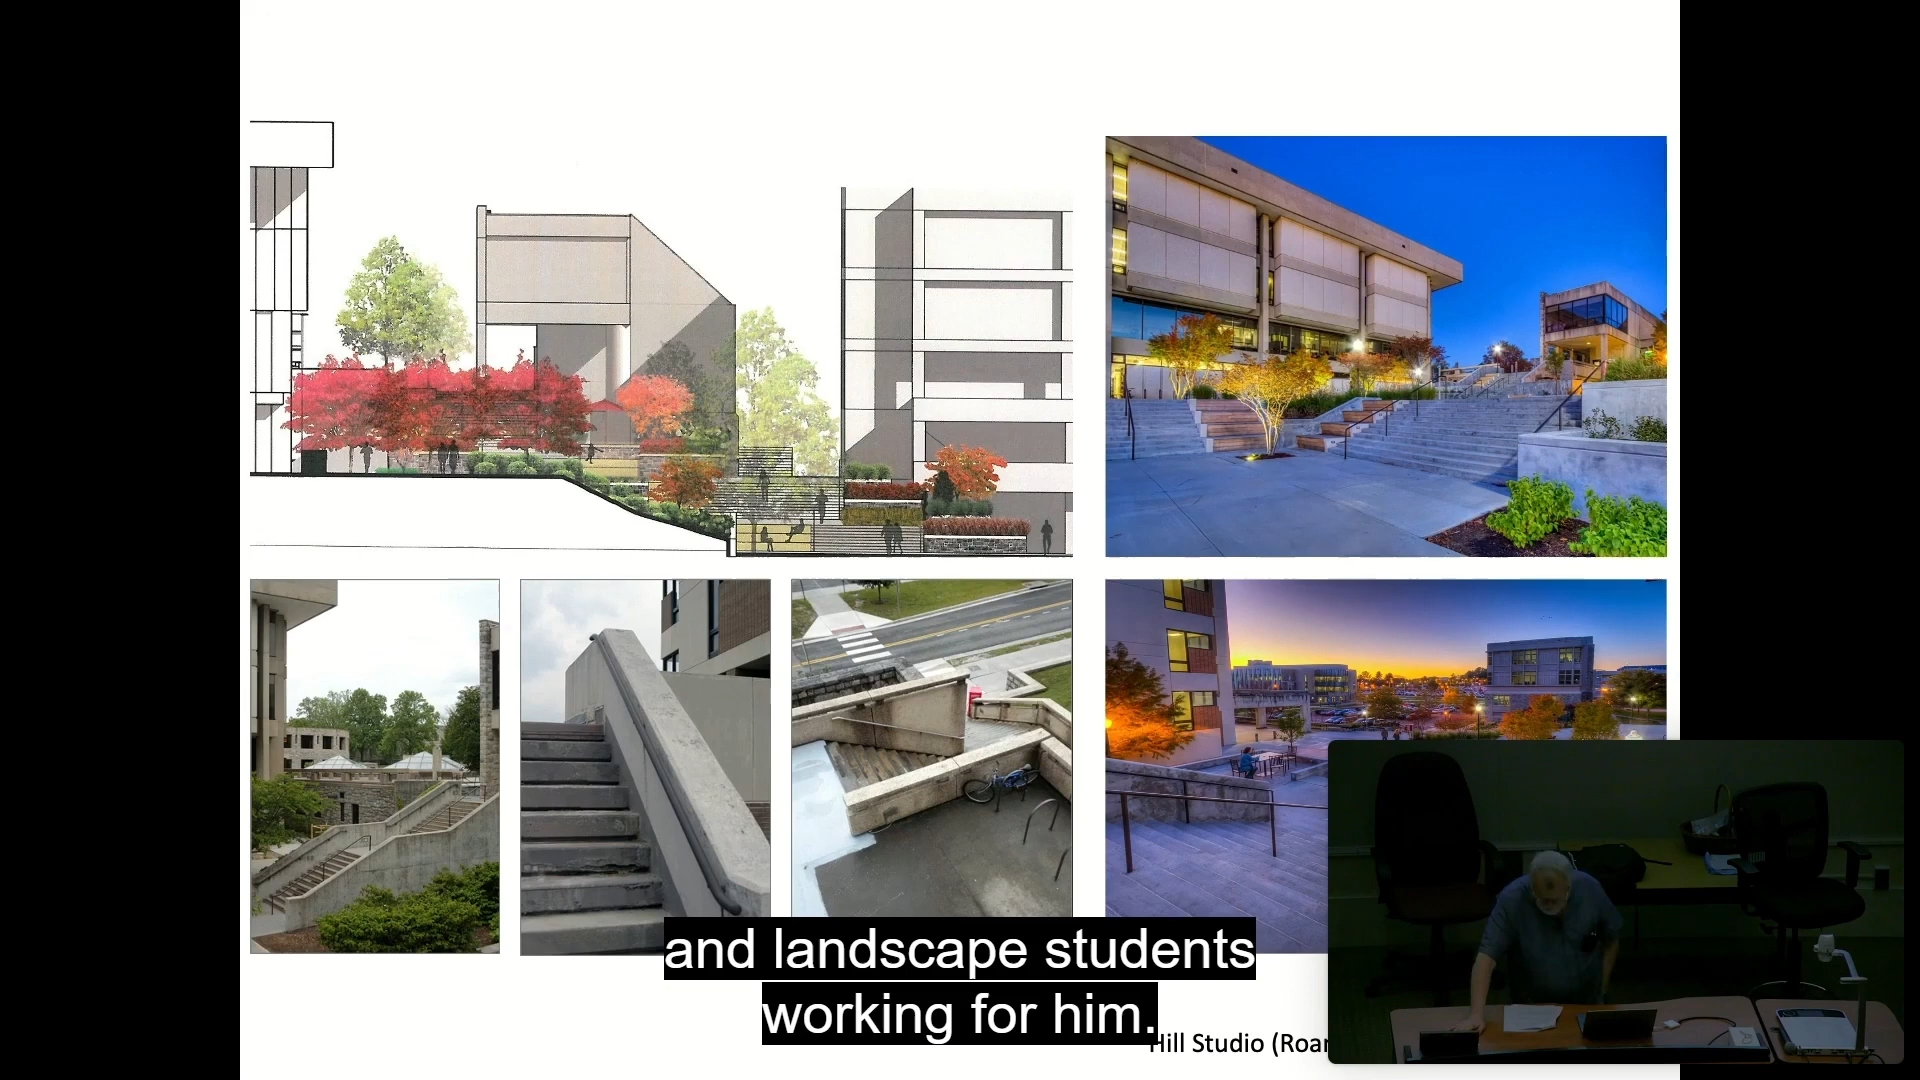 and landscape students
working for him.
Hill Studio (Roar